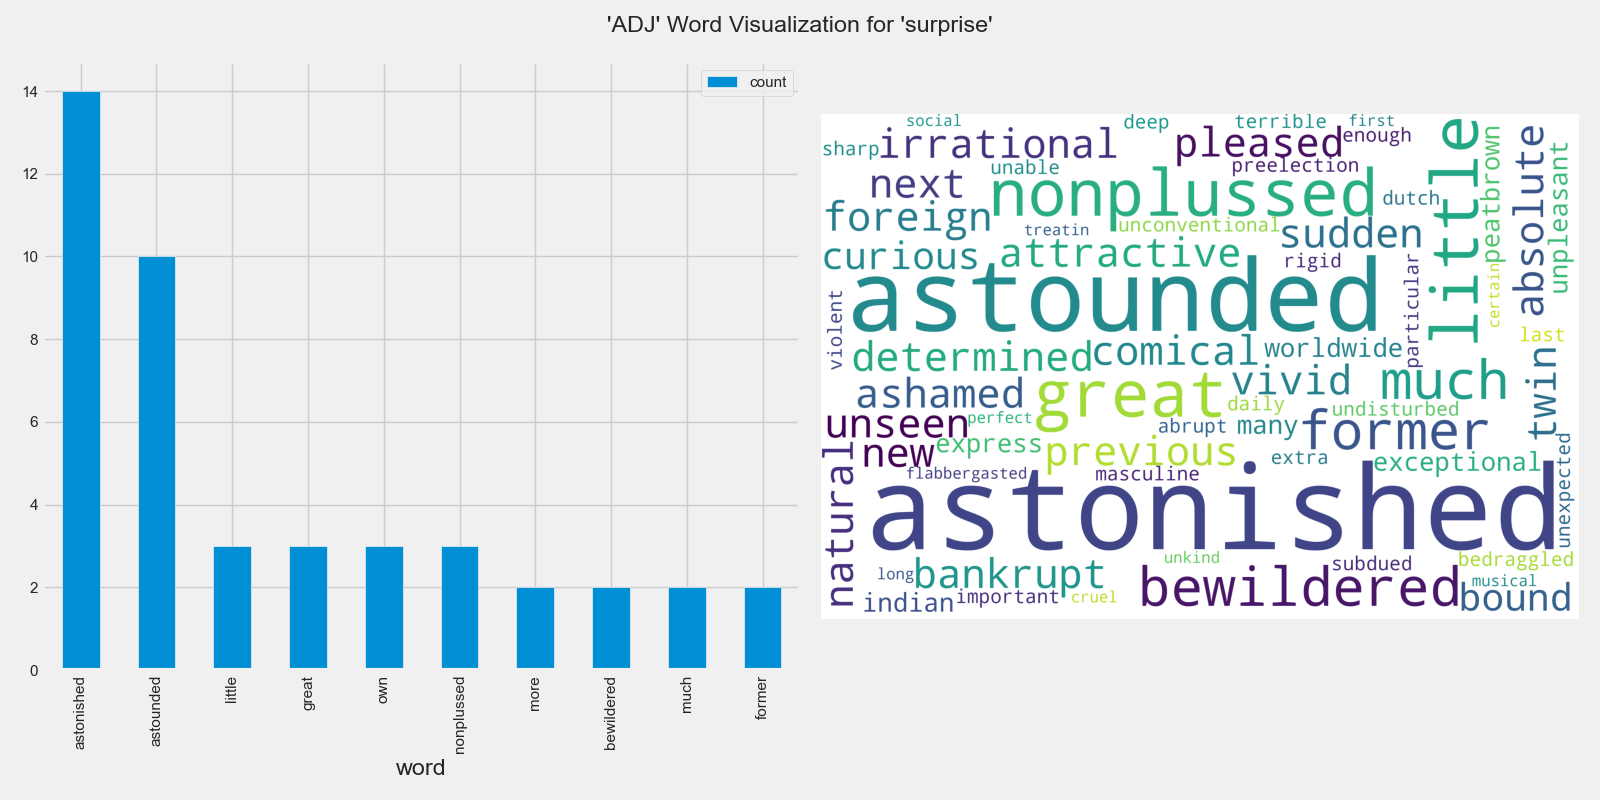 'ADJ' Word Visualization for 'surprise'
count
14
12
10
8
6
4
2
0
astonished
astounded
little
great
own
nonplussed
more
bewildered
much
former
word
social
deep
terrible
first
sharp
irrational
pleased
enough
little
absolute
unable
preelection
next
nonplussed
dutch
peatbrown
unpleasant
foreign
treatin
unconventional
sudden
curious
attractive
rigid
astounded
particular
certain
violent
last
determined
comical
worldwide
twin
ashamed
great
vivid
much
daily
undisturbed
unseen
perfect
abrupt
many
former
new
express
previous
extra
exceptional
unexpected
natural
flabbergasted
masculine
astonished
unkind
subdued
bedraggled
long
bankrupt
bewildered
musical
indian
important
cruel
bound